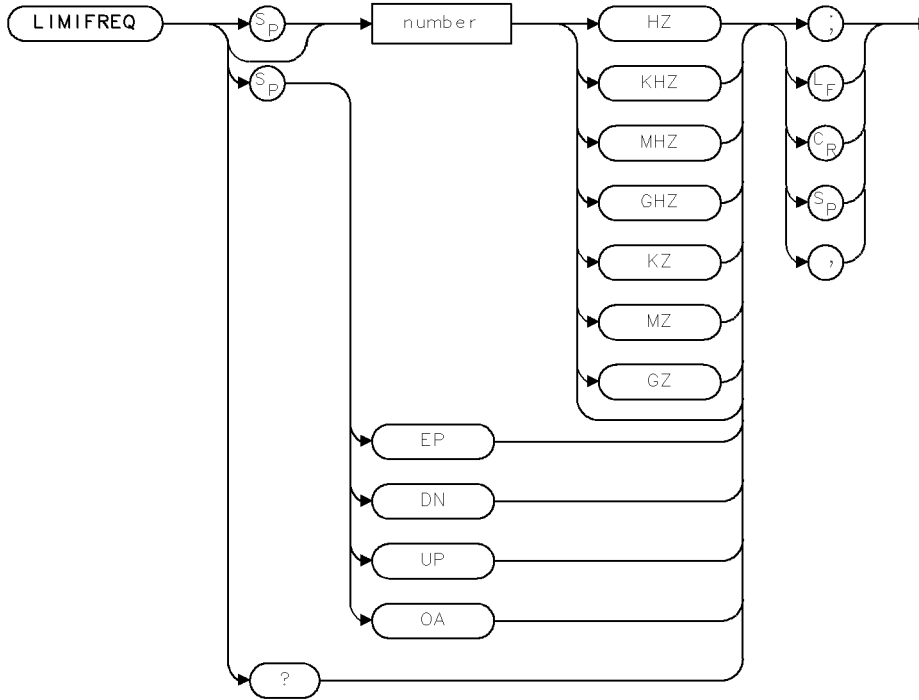 LIMIFREQ SP number HZ ;
SP KHZ LF
MHZ CR
GHZ SP
KZ ,
MZ
GZ
EP
DN
UP
OA
?